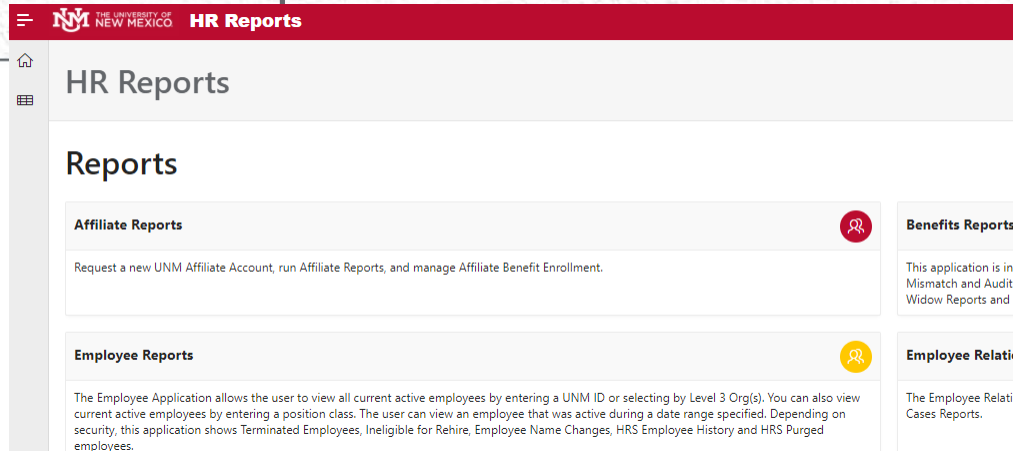 THE UNIVERSITY OF
NEW MEXICO
HR Reports
HR Reports
Reports
Affiliate Reports
Request a new UNM Affiliate Account, run Affiliate Reports, and manage Affiliate Benefit Enrollment.
Benefits Reports
This application is in
Mismatch and Audit
Widow Reports and
Employee Reports
The Employee Application allows the user to view all current active employees by entering a UNM ID or selecting by Level 3 Org(s). You can also view
current active employees by entering a position class. The user can view an employee that was active during a date range specified. Depending on
security, this application shows Terminated Employees, Ineligible for Rehire, Employee Name Changes, HRS Employee History and HRS Purged
employees.
Employee Relati
The Employee Relati
Cases Reports.